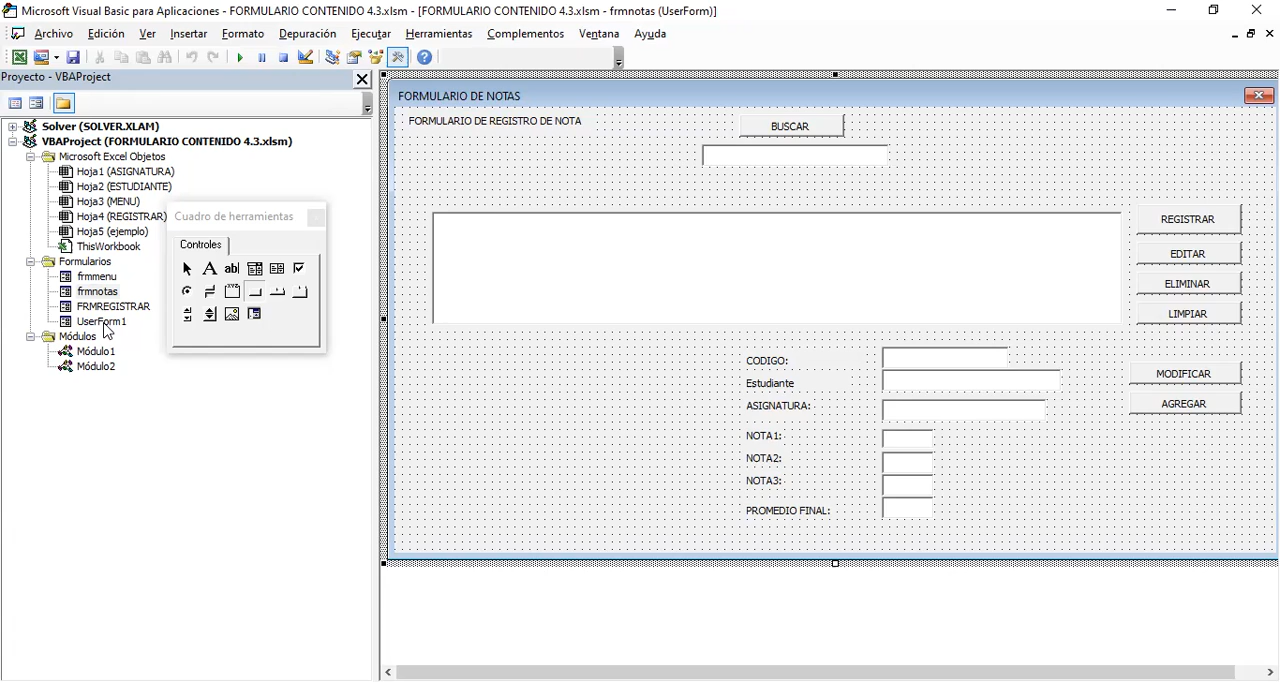 Microsoft Visual Basic para Aplicaciones - FORMULARIO CONTENIDO 4.3.xlsm - [FORMULARIO CONTENIDO 4.3.xlsm - frmnotas (UserForm)]
Archivo Edición Ver Insertar Formato Depuración Ejecutar Herramientas Complementos Ventana Ayuda
Proyecto - VBAProject
Solver (SOLVER.XLAM)
VBAProject (FORMULARIO CONTENIDO 4.3.xlsm)
Microsoft Excel Objetos
Hoja1 (ASIGNATURA)
Hoja2 (ESTUDIANTE)
Hoja3 (MENU)
Hoja4 (REGISTRAR)
Hoja5 (ejemplo)
ThisWorkbook
Formularios
frmmenu
frmnotas
FRMREGISTRAR
UserForm1
Módulos
Módulo1
Módulo2
Cuadro de herramientas
Controles
A abl
xyz
FORMULARIO DE NOTAS
FORMULARIO DE REGISTRO DE NOTA
BUSCAR
REGISTRAR
EDITAR
ELIMINAR
LIMPIAR
CODIGO:
Estudiante
ASIGNATURA:
NOTA1:
NOTA2:
NOTA3:
PROMEDIO FINAL:
MODIFICAR
AGREGAR